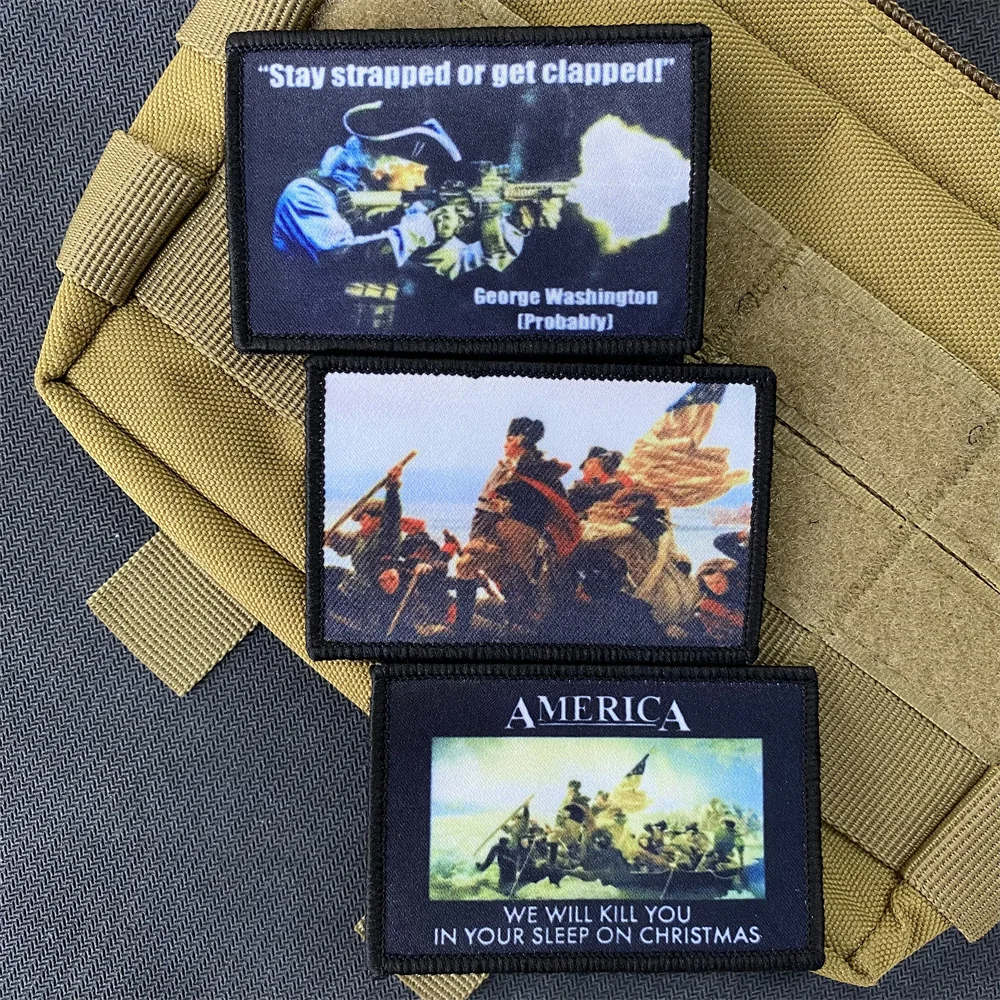 “Stay strapped or get clapped!”
George Washington
(Probably)
AMERICA
WE WILL KILL YOU
IN YOUR SLEEP ON CHRISTMAS